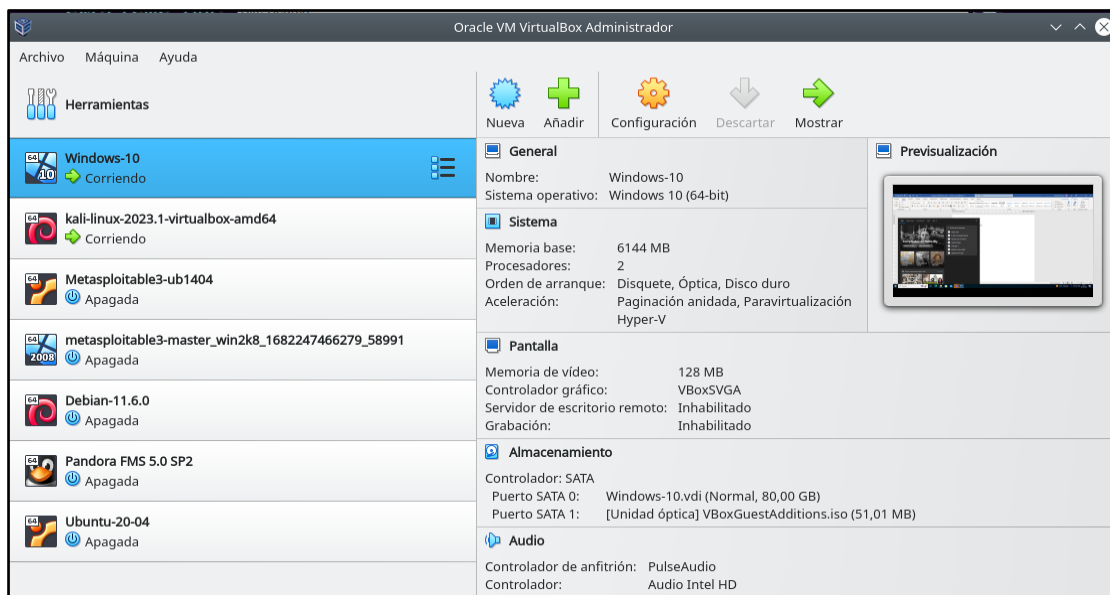 Oracle VM VirtualBox Administrador
Archivo Máquina Ayuda
Herramientas
Windows-10
Corriendo
kali-linux-2023.1-virtualbox-amd64
Corriendo
Metasploitable3-ub1404
Apagada
metasploitable3-master_win2k8_1682247466279_58991
Apagada
Debian-11.6.0
Apagada
Pandora FMS 5.0 SP2
Apagada
Ubuntu-20-04
Apagada
Nueva Añadir Configuración Descartar Mostrar
General
Nombre: Windows-10
Sistema operativo: Windows 10 (64-bit)
Sistema
Memoria base: 6144 MB
Procesadores: 2
Orden de arranque: Disquete, Óptica, Disco duro
Aceleración: Paginación anidada, Paravirtualización
Hyper-V
Previsualización
Pantalla
Memoria de vídeo: 128 MB
Controlador gráfico: VBoxSVGA
Servidor de escritorio remoto: Inhabilitado
Grabación: Inhabilitado
Almacenamiento
Controlador: SATA
Puerto SATA 0: Windows-10.vdi (Normal, 80,00 GB)
Puerto SATA 1: [Unidad óptica] VBoxGuestAdditions.iso (51,01 MB)
Audio
Controlador de anfitrión: PulseAudio
Controlador: Audio Intel HD